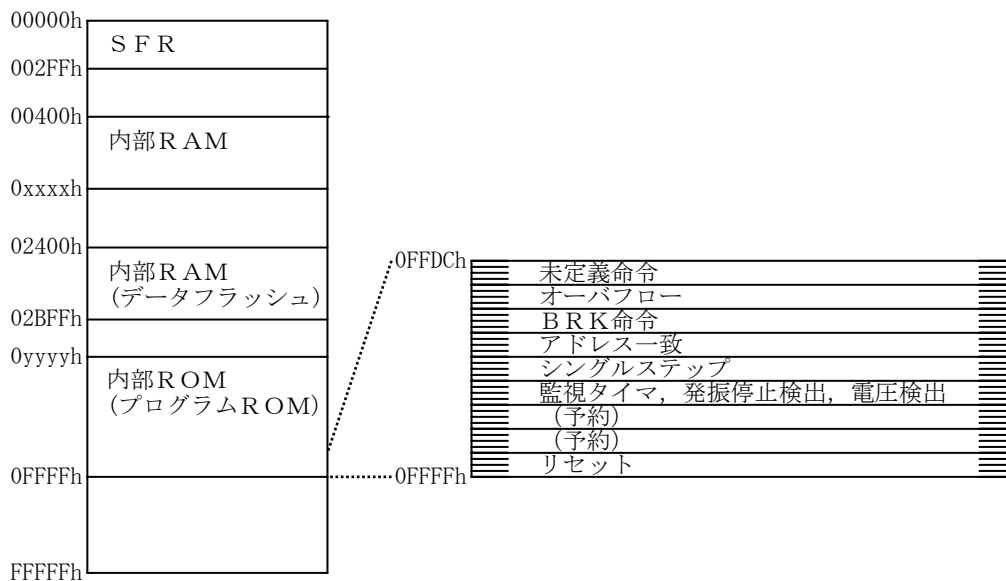 00000h
ＳＦＲ
002FFh
00400h
内部ＲＡＭ
0xxxxh
02400h
内部ＲＡＭ
（データフラッシュ）
02BFFh
0yyyyh
内部ＲＯＭ
（プログラムＲＯＭ）
0FFFFh
FFFFFh
0FFDCh
未定義命令
オーバフロー
ＢＲＫ命令
アドレス一致
シングルステップ
監視タイマ，発振停止検出，電圧検出
（予約）
（予約）
リセット
0FFFFh